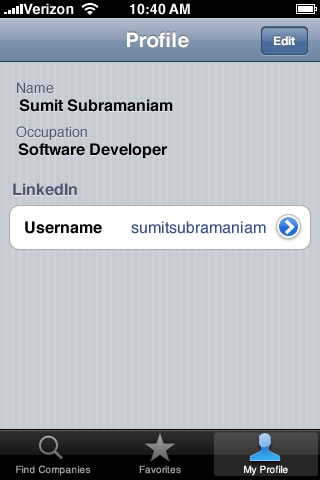 Verizon 10:40 AM
Profile
Edit
Name
Sumit Subramaniam
Occupation
Software Developer
LinkedIn
Username sumitsubramaniam
Find Companies Favorites My Profile